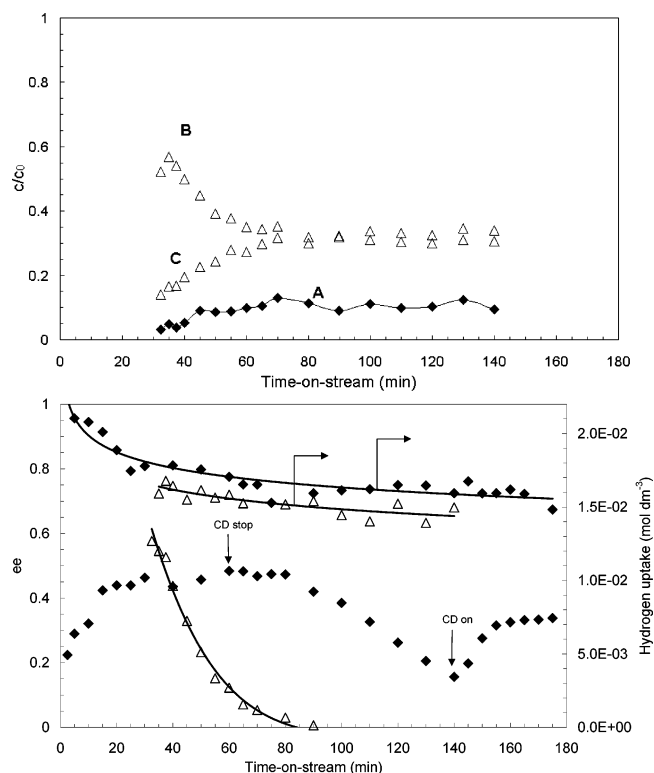 1
0.8
0.6
0.4
0.2
0
c/c0
B
C
A
0 20 40 60 80 100 120 140 160 180
Time-on-stream (min)
1
0.8
0.6
0.4
0.2
0
ee
CD stop
CD on
2.0E-02
1.5E-02
1.0E-02
5.0E-03
0.0E+00
Hydrogen uptake (mol dm-3)
0 20 40 60 80 100 120 140 160 180
Time-on-stream (min)